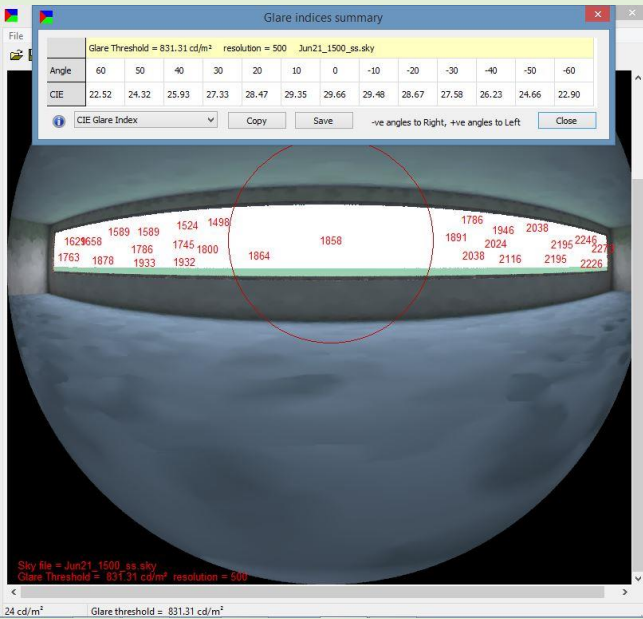 Glare indices summary
File
Glare Threshold = 831.31 cd/m² resolution = 500 Jun21_1500_ss.sky
Angle 60 50 40 30 20 10 0 -10 -20 -30 -40 -50 -60
CIE 22.52 24.32 25.93 27.33 28.47 29.35 29.66 29.48 28.67 27.58 26.23 24.66 22.90
CIE Glare Index Copy Save -ve angles to Right, +ve angles to Left Close
1629 1658 1589 1589 1524 1498 1786 1946 2038
1786 1745 1800 1858 1891 2024 2195 2246
1763 1878 1933 1932 1864 2038 2116 2195 2226
Sky file = Jun21_1500_ss.sky
Glare Threshold = 831.31 cd/m² resolution = 500
24 cd/m² Glare threshold = 831.31 cd/m²